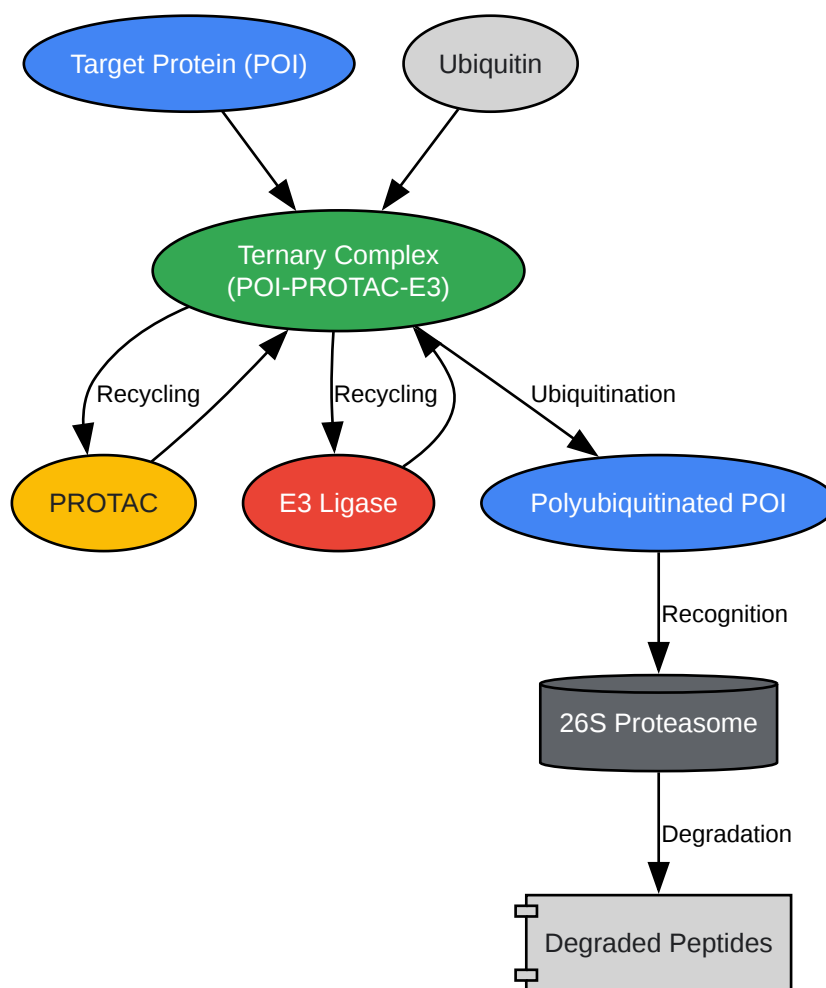 Target Protein (POI)
Ubiquitin
Ternary Complex
(POI-PROTAC-E3)
Recycling
Recycling
Ubiquitination
PROTAC
E3 Ligase
Polyubiquitinated POI
Recognition
26S Proteasome
Degradation
Degraded Peptides